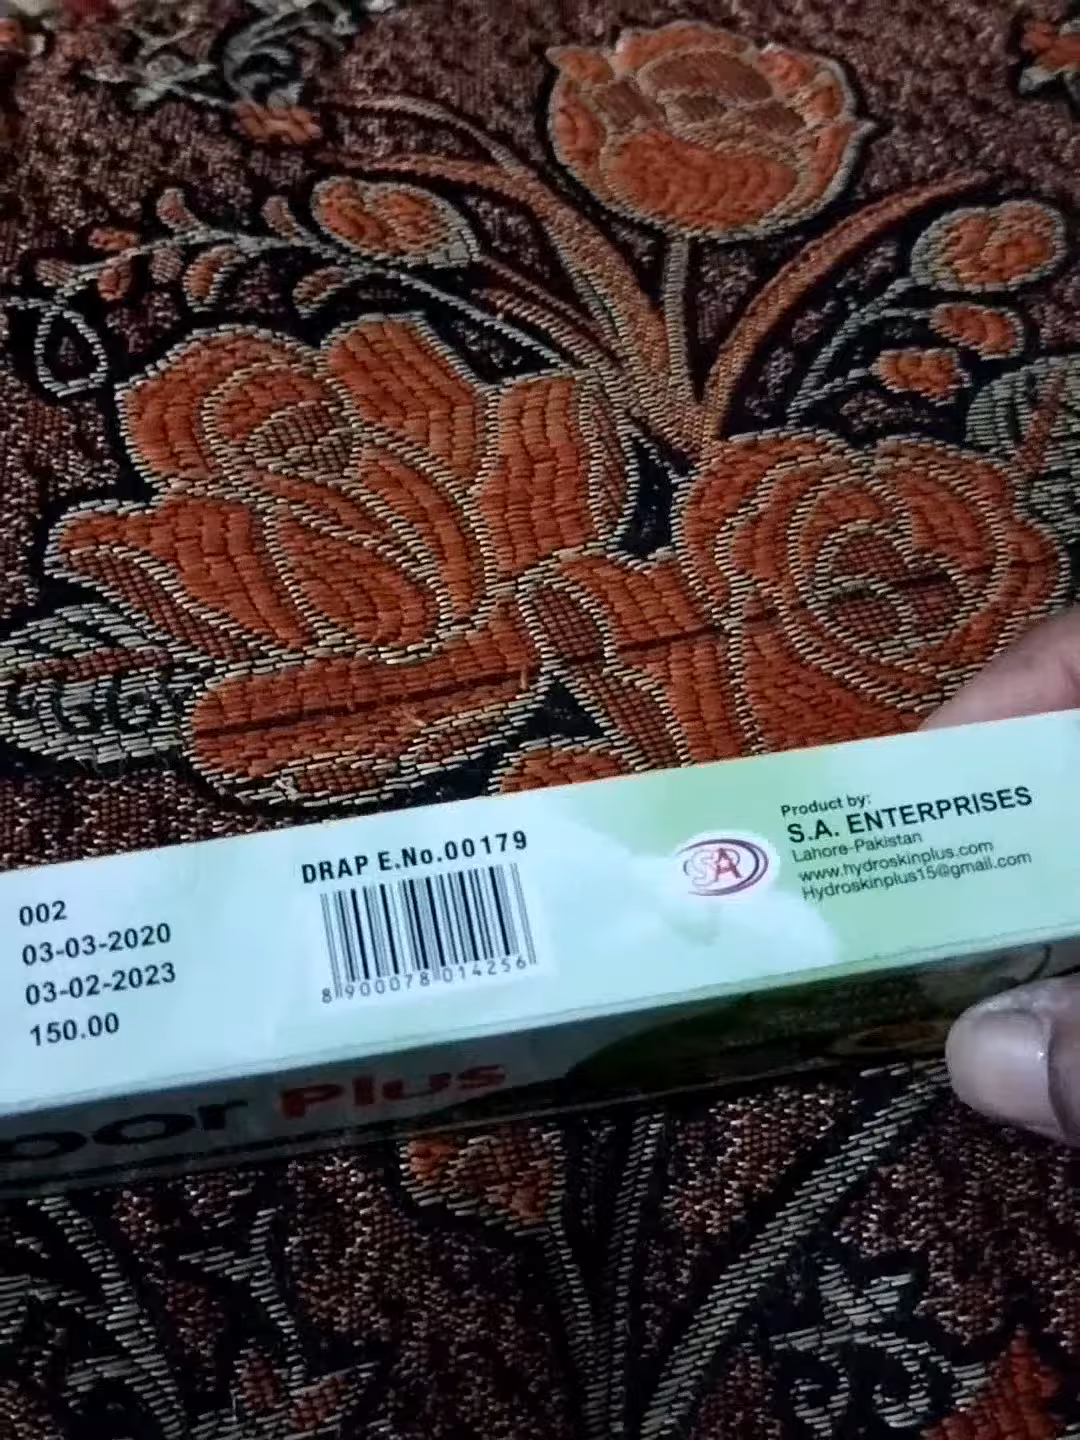 002
03-03-2020
03-02-2023
150.00
DRAP E.No.00179
8 900078 014256
SA
Product by:
S.A. ENTERPRISES
Lahore-Pakistan
www.hydroskinplus.com
Hydroskinplus15@gmail.com
Plus